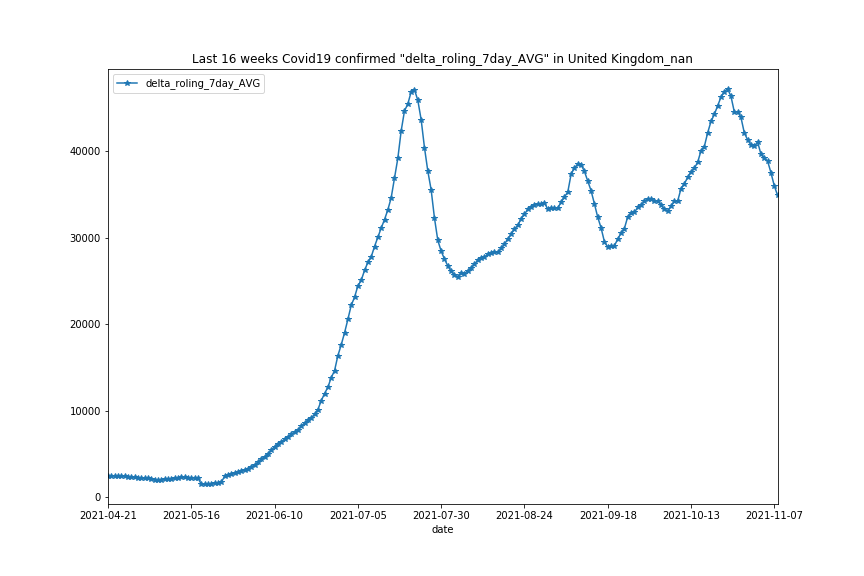 Last 16 weeks Covid19 confirmed "delta_roling_7day_AVG" in United Kingdom_nan
delta_roling_7day_AVG
40000
30000
20000
10000
0
2021-04-21 2021-05-16 2021-06-10 2021-07-05 2021-07-30 2021-08-24 2021-09-18 2021-10-13 2021-11-07
date